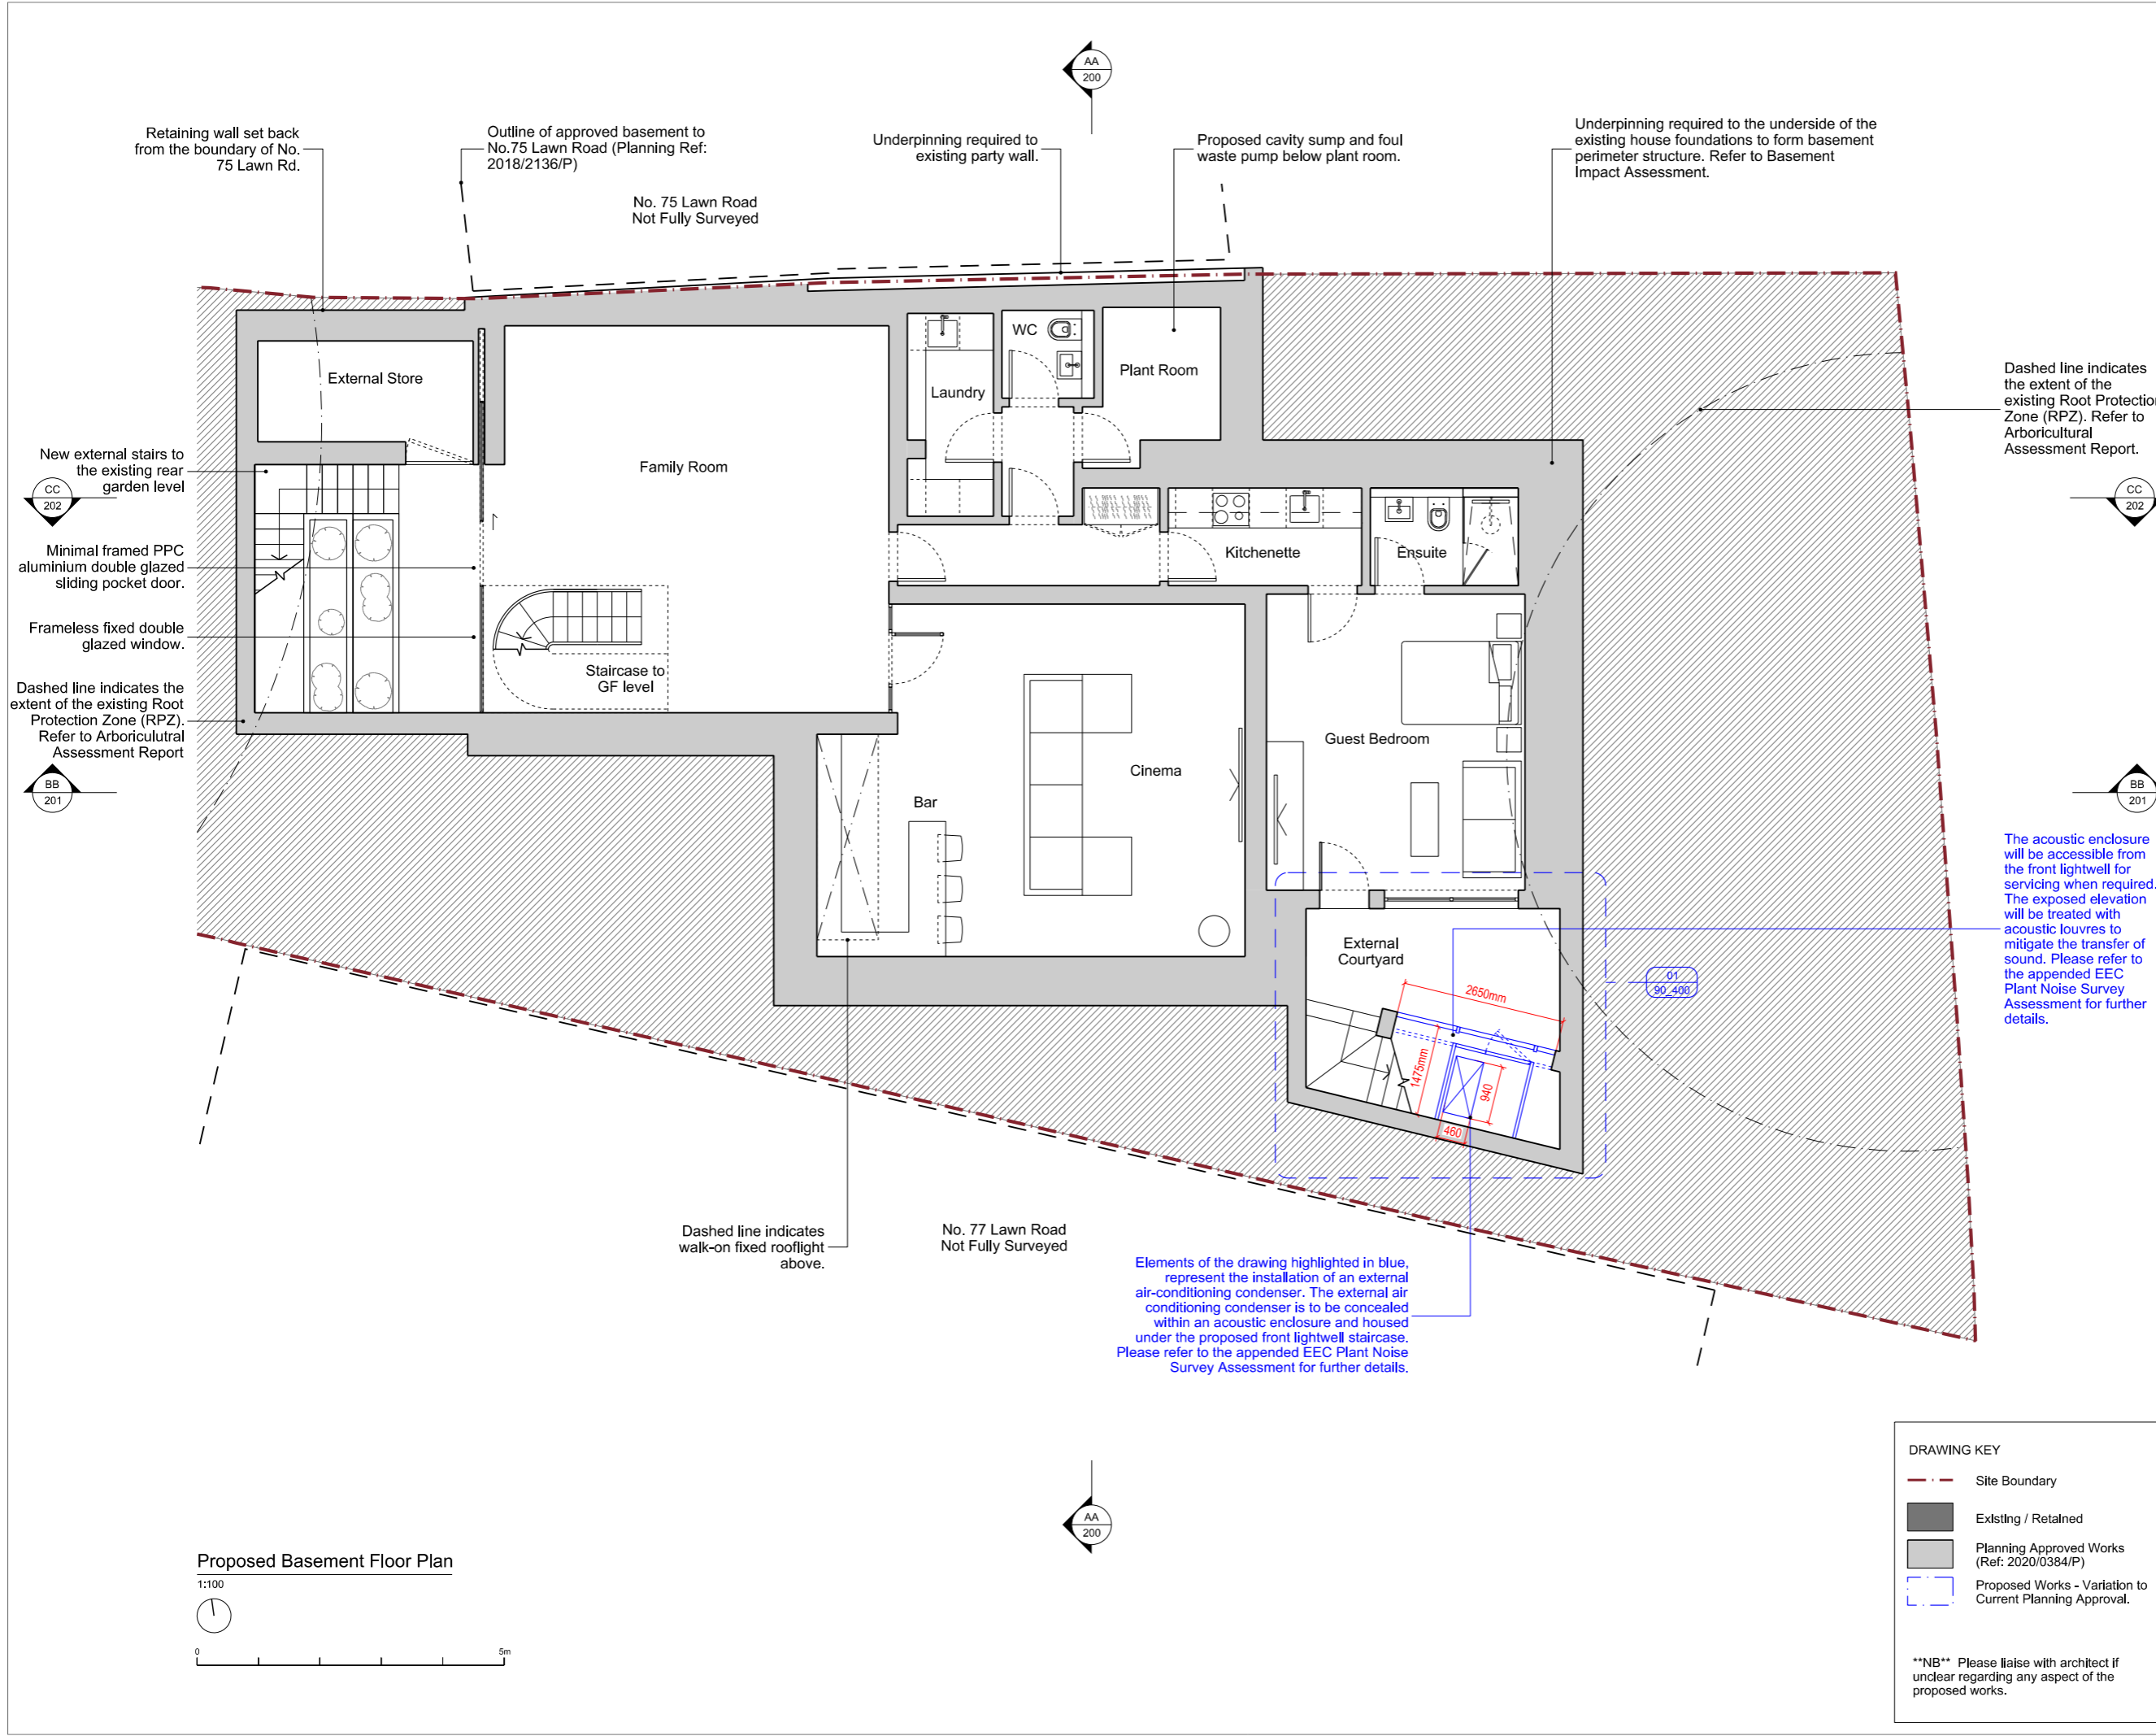 AA
200
Retaining wall set back
from the boundary of No.
75 Lawn Rd.
Outline of approved basement to
No.75 Lawn Road (Planning Ref:
2018/2136/P)
Underpinning required to
existing party wall.
Proposed cavity sump and foul
waste pump below plant room.
Underpinning required to the underside of the
existing house foundations to form basement
perimeter structure. Refer to Basement
Impact Assessment.
No. 75 Lawn Road
Not Fully Surveyed
External Store
WC
Laundry
Plant Room
Dashed line indicates
the extent of the
existing Root Protection
Zone (RPZ). Refer to
Arboricultural
Assessment Report.
New external stairs to
the existing rear
garden level
CC
202
Family Room
CC
202
Minimal framed PPC
aluminium double glazed
sliding pocket door.
Kitchenette
Ensuite
Frameless fixed double
glazed window.
Staircase to
GF level
Dashed line indicates the
extent of the existing Root
Protection Zone (RPZ).
Refer to Arboriculutral
Assessment Report
BB
201
Guest Bedroom
Cinema
Bar
BB
201
The acoustic enclosure
will be accessible from
the front lightwell for
servicing when required.
The exposed elevation
will be treated with
acoustic louvres to
mitigate the transfer of
sound. Please refer to
the appended EEC
Plant Noise Survey
Assessment for further
details.
External
Courtyard
01
90_400
2650mm
1475mm
940
460
Dashed line indicates
walk-on fixed rooflight
above.
No. 77 Lawn Road
Not Fully Surveyed
Elements of the drawing highlighted in blue,
represent the installation of an external
air-conditioning condenser. The external air
conditioning condenser is to be concealed
within an acoustic enclosure and housed
under the proposed front lightwell staircase.
Please refer to the appended EEC Plant Noise
Survey Assessment for further details.
AA
200
DRAWING KEY
Site Boundary
Existing / Retained
Planning Approved Works
(Ref: 2020/0384/P)
Proposed Works - Variation to
Current Planning Approval.
**NB** Please liaise with architect if
unclear regarding any aspect of the
proposed works.
Proposed Basement Floor Plan
1:100
0
5m